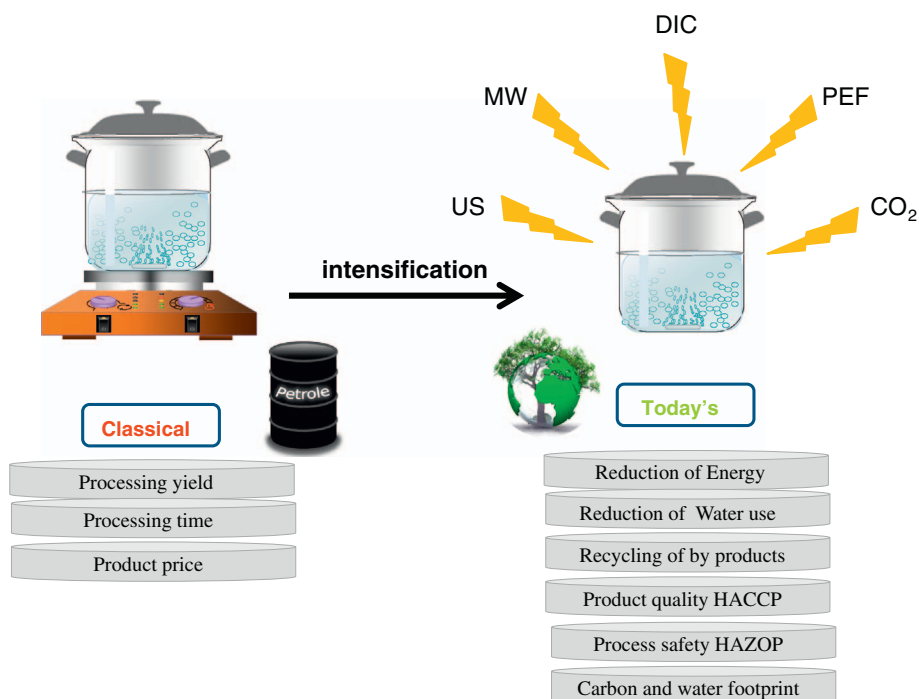 DIC
MW
PEF
US
CO₂
intensification
Petrole
Classical
Today's
Processing yield
Processing time
Product price
Reduction of Energy
Reduction of Water use
Recycling of by products
Product quality HACCP
Process safety HAZOP
Carbon and water footprint